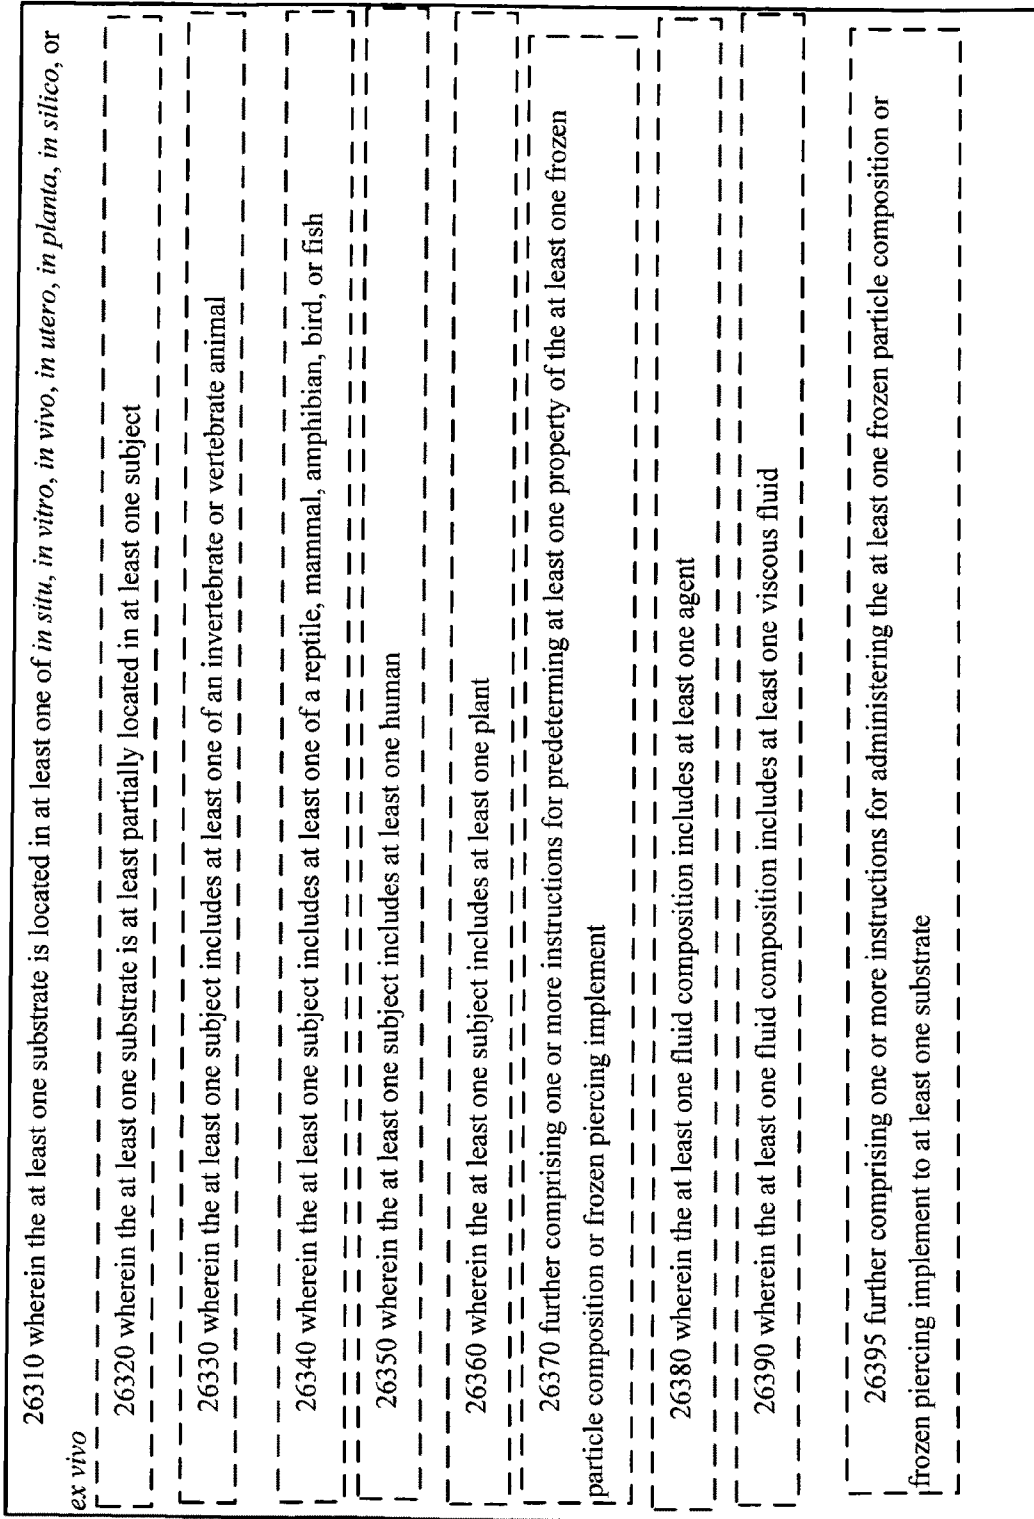 26310 wherein the at least one substrate is located in at least one of in situ, in vitro, in vivo, in utero, in planta, in silico, or
ex vivo
26320 wherein the at least one substrate is at least partially located in at least one subject
26330 wherein the at least one subject includes at least one of an invertebrate or vertebrate animal
26340 wherein the at least one subject includes at least one of a reptile, mammal, amphibian, bird, or fish
26350 wherein the at least one subject includes at least one human
26360 wherein the at least one subject includes at least one plant
26370 further comprising one or more instructions for predetermining at least one property of the at least one frozen
particle composition or frozen piercing implement
26380 wherein the at least one fluid composition includes at least one agent
26390 wherein the at least one fluid composition includes at least one viscous fluid
26395 further comprising one or more instructions for administering the at least one frozen particle composition or
frozen piercing implement to at least one substrate